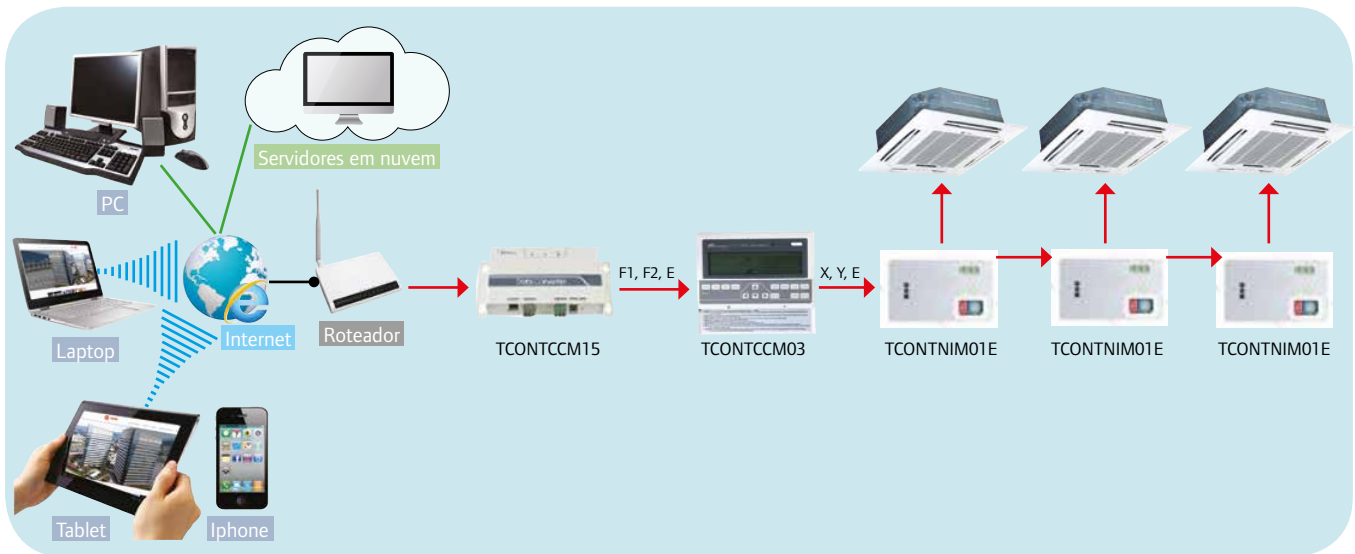 PC
Servidores em nuvem
Laptop
Internet
Roteador
TCONTCCM15
F1, F2, E
TCONTCCM03
X, Y, E
TCONTNIM01E
TCONTNIM01E
TCONTNIM01E
Tablet
Iphone